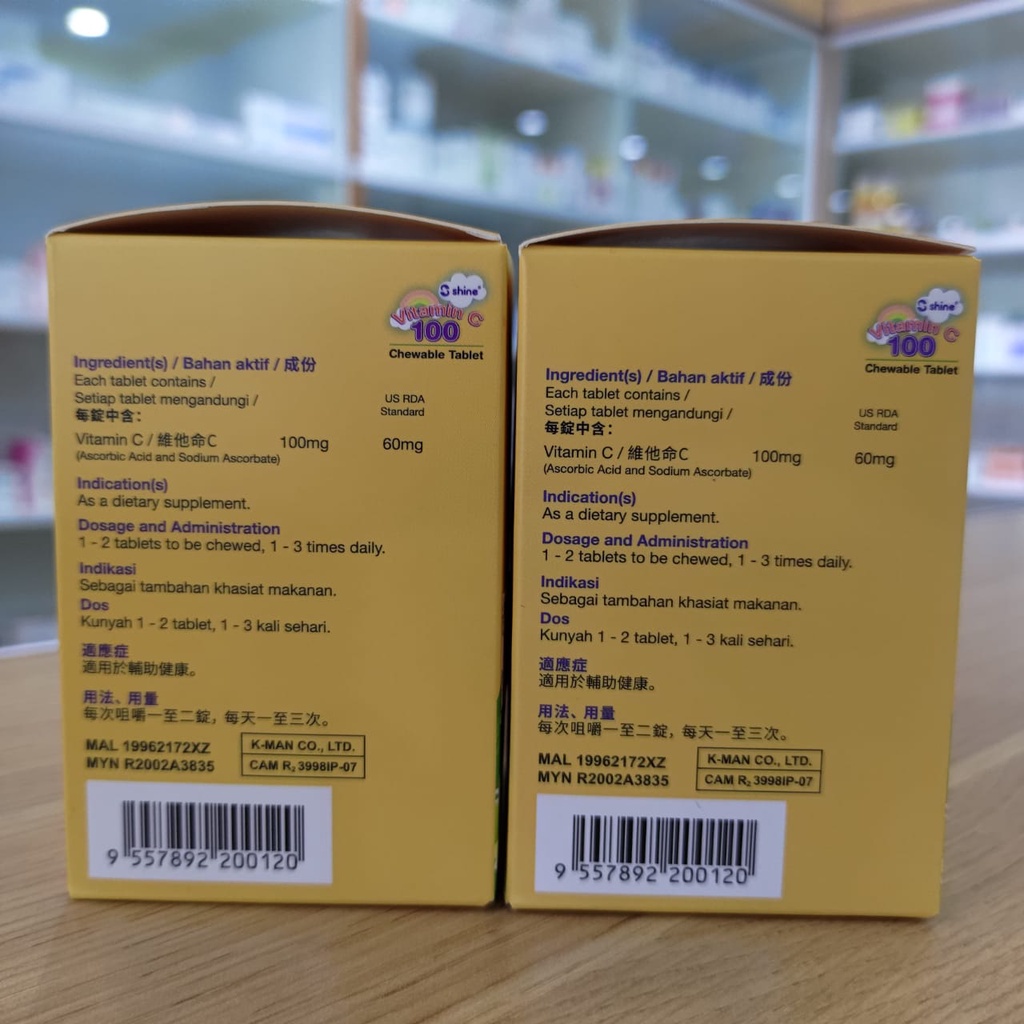 shine®
Vitamin C
100
Chewable Tablet
Ingredient(s) / Bahan aktif / 成份
Each tablet contains /
Setiap tablet mengandungi /
每錠中含:
US RDA
Standard
Vitamin C / 維他命C 100mg 60mg
(Ascorbic Acid and Sodium Ascorbate)
Indication(s)
As a dietary supplement.
Dosage and Administration
1 - 2 tablets to be chewed, 1 - 3 times daily.
Indikasi
Sebagai tambahan khasiat makanan.
Dos
Kunyah 1 - 2 tablet, 1 - 3 kali sehari.
適應症
適用於輔助健康。
用法、用量
每次咀嚼一至二錠，每天一至三次。
MAL 19962172XZ
MYN R2002A3835
K-MAN CO., LTD.
CAM R₂ 3998IP-07
9 557892 200120
shine®
Vitamin C
100
Chewable Tablet
Ingredient(s) / Bahan aktif / 成份
Each tablet contains /
Setiap tablet mengandungi /
每錠中含:
US RDA
Standard
Vitamin C / 維他命C 100mg 60mg
(Ascorbic Acid and Sodium Ascorbate)
Indication(s)
As a dietary supplement.
Dosage and Administration
1 - 2 tablets to be chewed, 1 - 3 times daily.
Indikasi
Sebagai tambahan khasiat makanan.
Dos
Kunyah 1 - 2 tablet, 1 - 3 kali sehari.
適應症
適用於輔助健康。
用法、用量
每次咀嚼一至二錠，每天一至三次。
MAL 19962172XZ
MYN R2002A3835
K-MAN CO., LTD.
CAM R₂ 3998IP-07
9 557892 200120